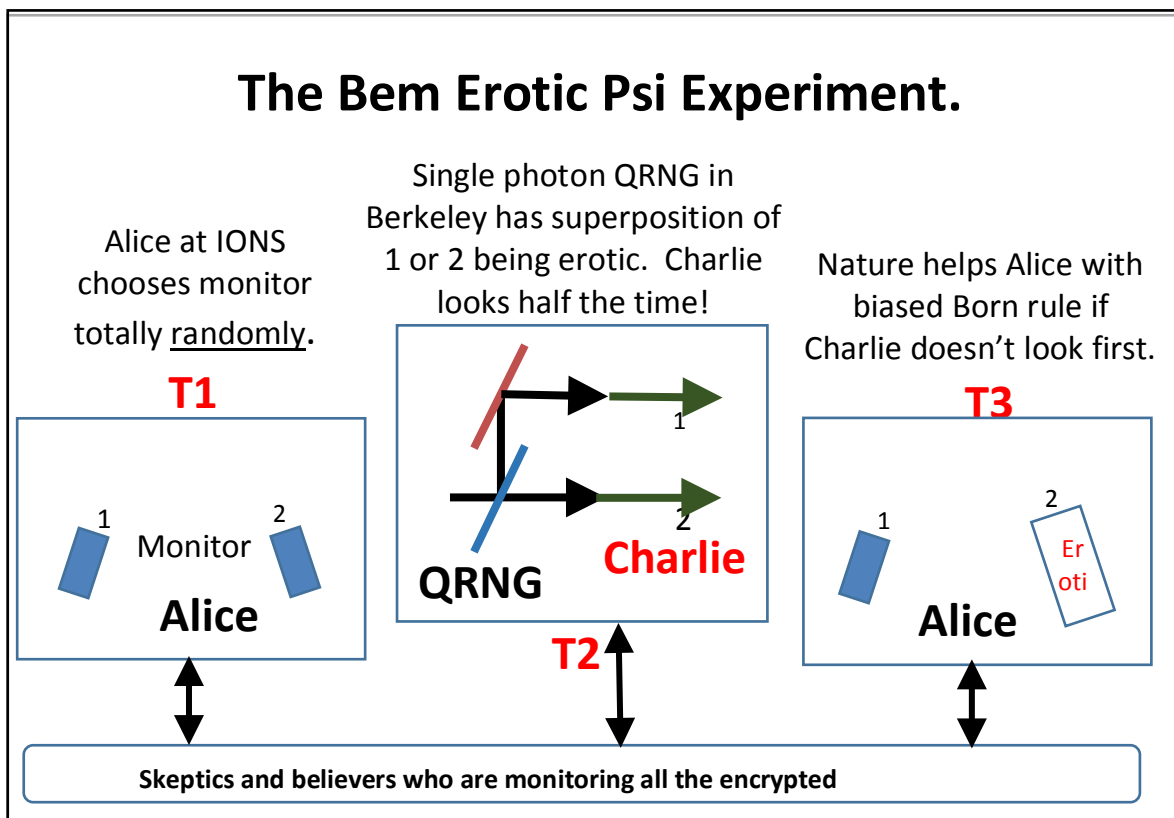 The Bem Erotic Psi Experiment.
Alice at IONS
chooses monitor
totally randomly.
T1
1
2
Monitor
Alice
Single photon QRNG in
Berkeley has superposition of
1 or 2 being erotic.  Charlie
looks half the time!
1
2
Charlie
QRNG
T2
Nature helps Alice with
biased Born rule if
Charlie doesn’t look first.
T3
1
2
Er
oti
Alice
Skeptics and believers who are monitoring all the encrypted